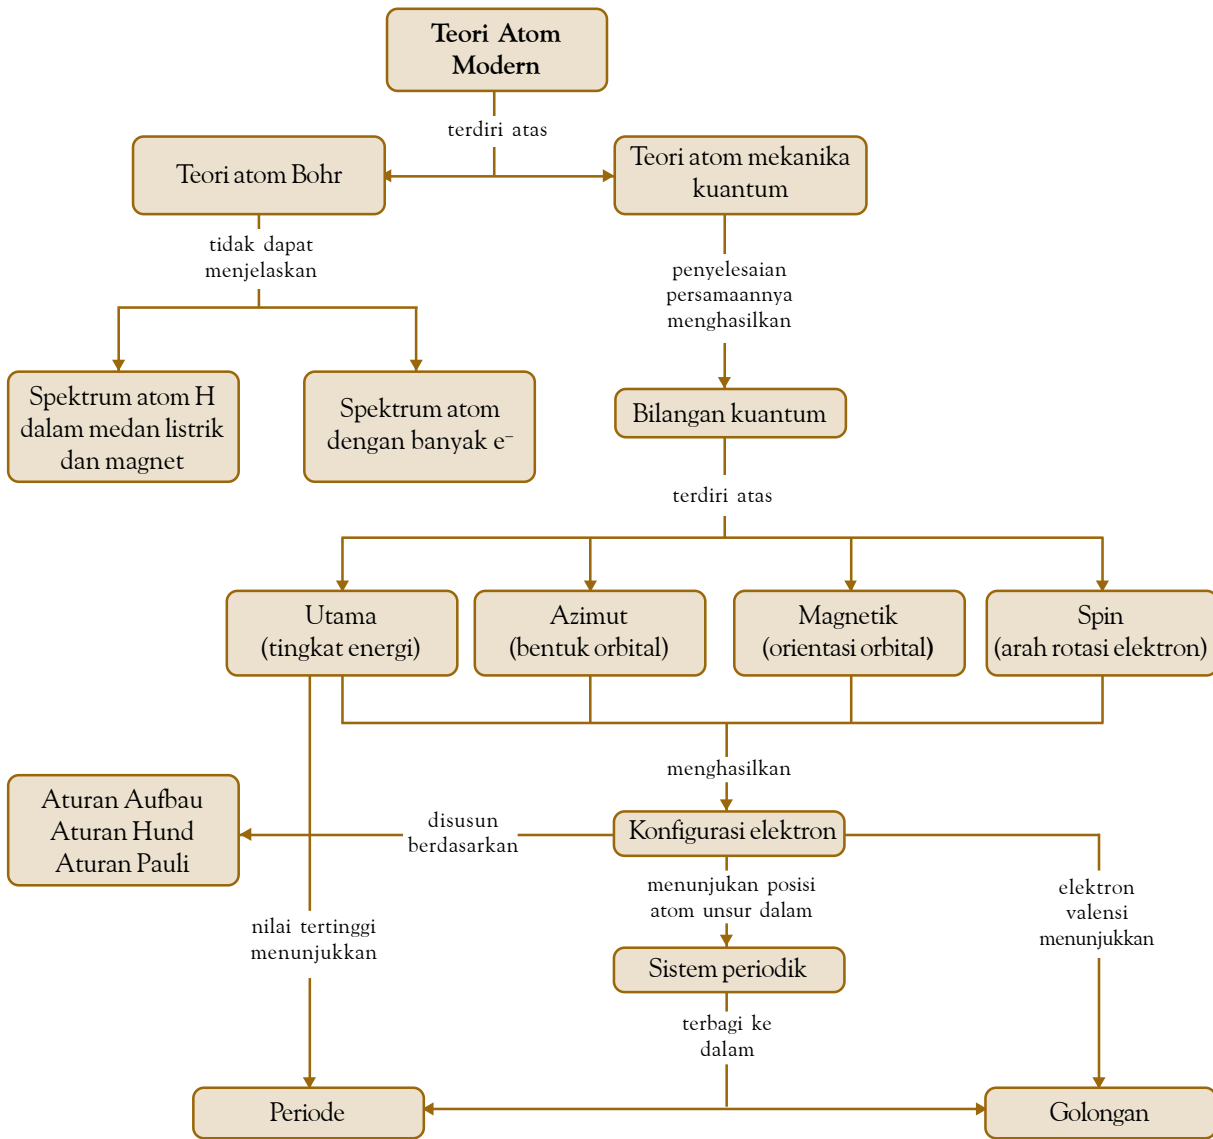 Teori Atom
Modern
terdiri atas
Teori atom Bohr
Teori atom mekanika
kuantum
tidak dapat
menjelaskan
penyelesaian
persamaannya
menghasilkan
Spektrum atom H
dalam medan listrik
dan magnet
Spektrum atom
dengan banyak e⁻
Bilangan kuantum
terdiri atas
Utama
(tingkat energi)
Azimut
(bentuk orbital)
Magnetik
(orientasi orbital)
Spin
(arah rotasi elektron)
menghasilkan
Aturan Aufbau
Aturan Hund
Aturan Pauli
disusun
berdasarkan
Konfigurasi elektron
menunjukan posisi
atom unsur dalam
elektron
valensi
menunjukkan
nilai tertinggi
menunjukkan
Sistem periodik
terbagi ke
dalam
Periode
Golongan